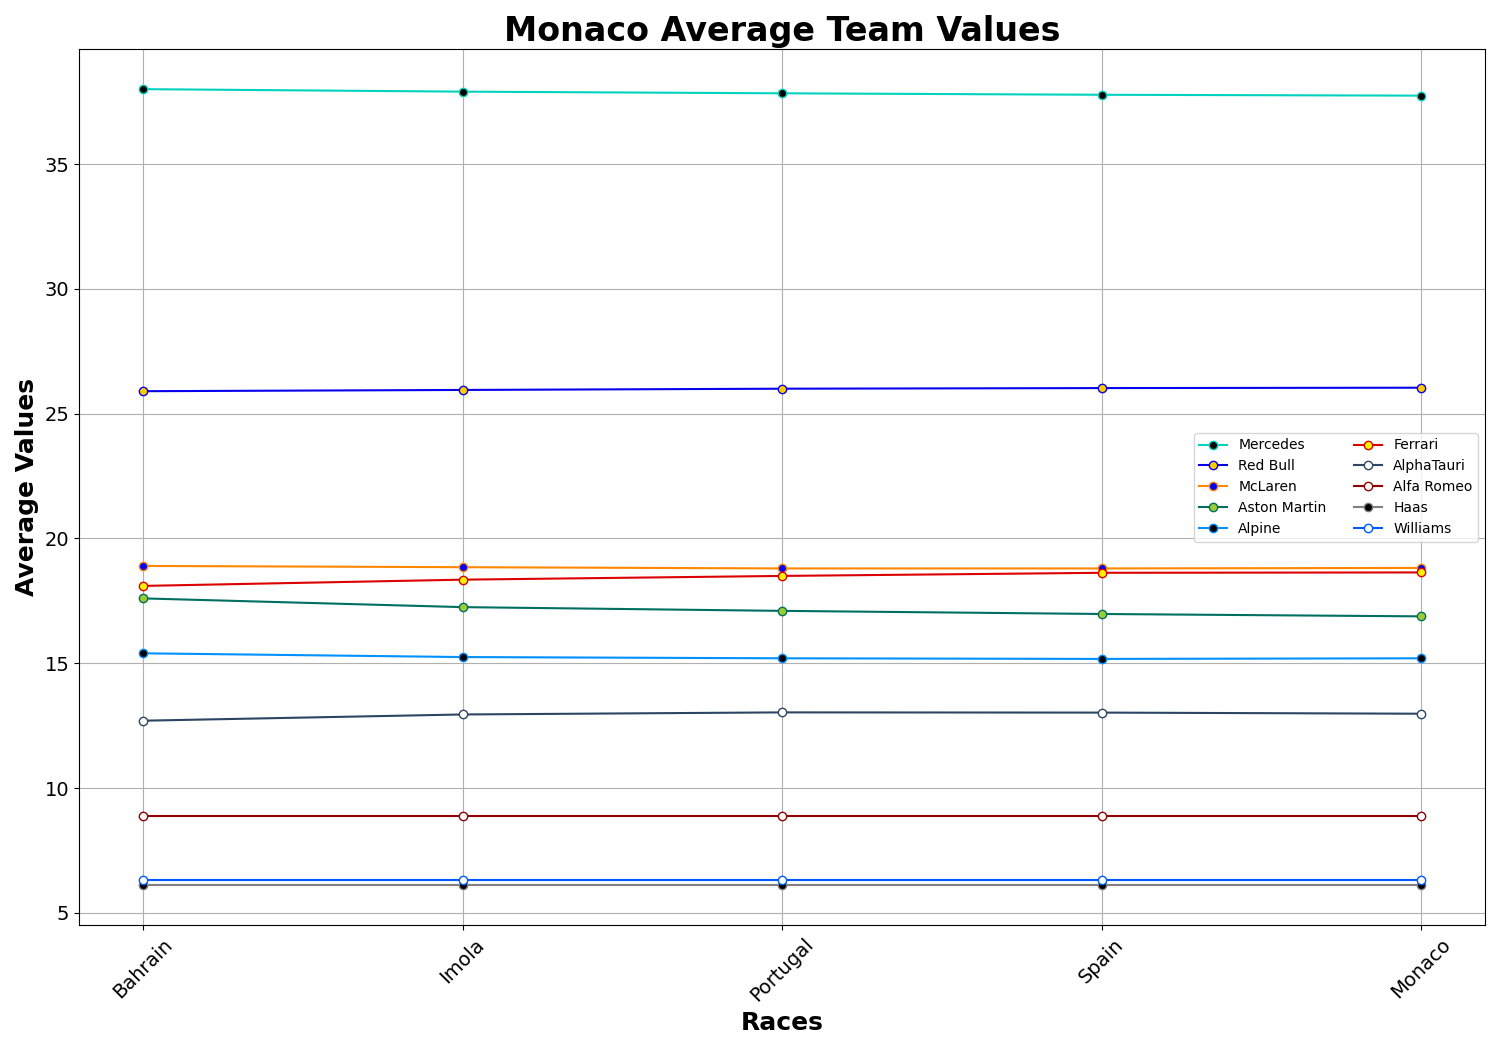 Monaco Average Team Values
Average Values
35
30
25
20
15
10
5
Mercedes
Red Bull
McLaren
Aston Martin
Alpine
Ferrari
AlphaTauri
Alfa Romeo
Haas
Williams
Bahrain
Imola
Portugal
Spain
Monaco
Races